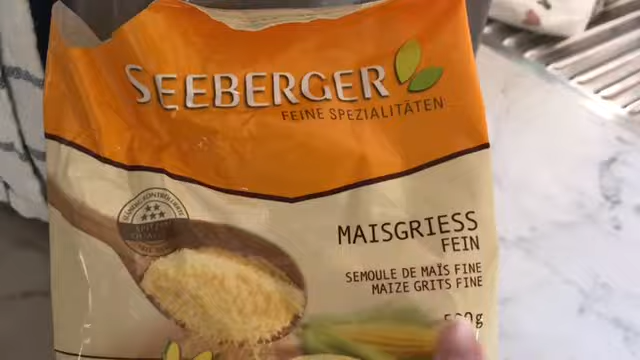 SEEBERGER
FEINE SPEZIALITÄTEN
MAISGRIESS
FEIN
SEMOULE DE MAÏS FINE
MAIZE GRITS FINE